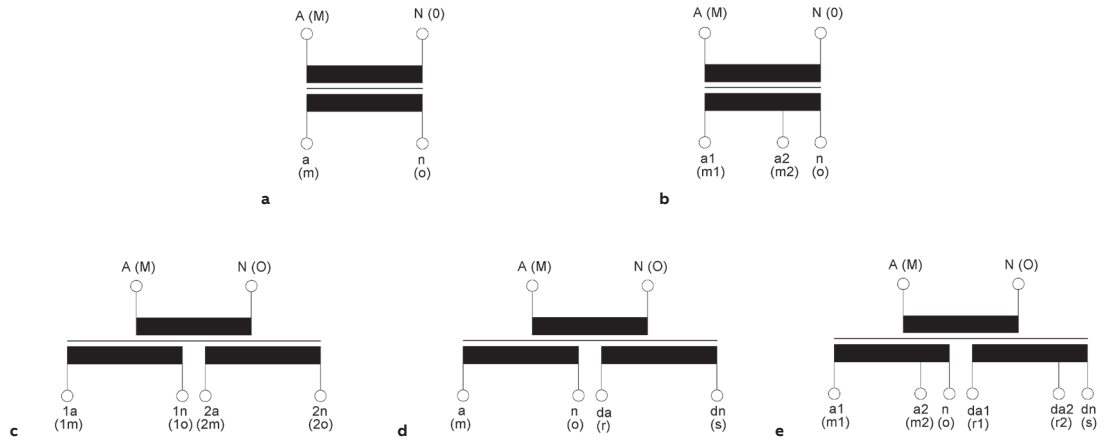 A (M) N (0)
a n
(m) (o)
a
A (M) N (0)
a1 a2 n
(m1) (m2) (o)
b
A (M) N (O)
1a 1n 2a 2n
(1m) (1o) (2m) (2o)
c
A (M) N (O)
a n da dn
(m) (o) (r) (s)
d
A (M) N (O)
a1 a2 n da1 da2 dn
(m1) (m2) (o) (r1) (r2) (s)
e